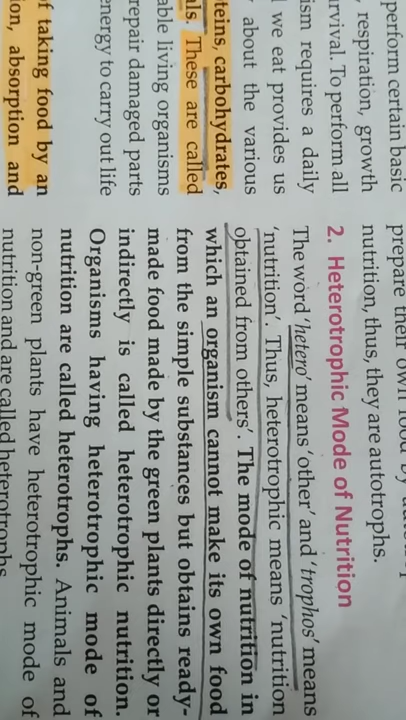 perform certain basic
, respiration, growth
rvival. To perform all
ism requires a daily
we eat provides us
about the various
teins, carbohydrates,
ls. These are called
able living organisms
repair damaged parts
energy to carry out life
f taking food by an
ion, absorption and
prepare their own food by
nutrition, thus, they are autotrophs.
2. Heterotrophic Mode of Nutrition
The word 'hetero' means 'other' and 'trophos' means
'nutrition'. Thus, heterotrophic means 'nutrition
obtained from others'. The mode of nutrition in
which an organism cannot make its own food
from the simple substances but obtains ready-
made food made by the green plants directly or
indirectly is called heterotrophic nutrition.
Organisms having heterotrophic mode of
nutrition are called heterotrophs. Animals and
non-green plants have heterotrophic mode of
nutrition and are called heterotrophs